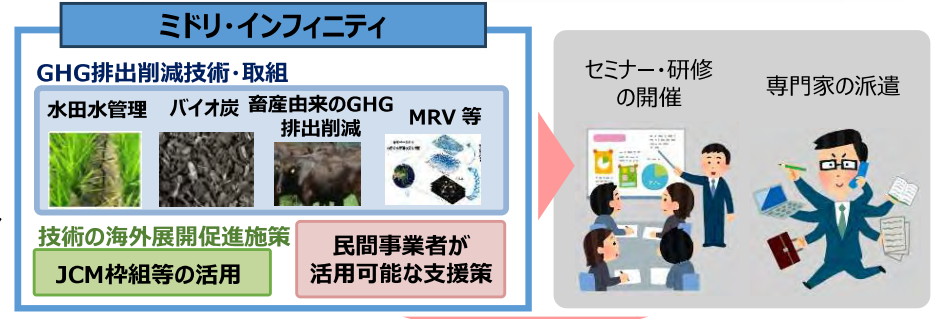 ミドリ・インフィニティ
GHG排出削減技術・取組
水田水管理
バイオ炭
畜産由来のGHG
排出削減
MRV 等
技術の海外展開促進施策
JCM枠組等の活用
民間事業者が
活用可能な支援策
セミナー・研修
の開催
専門家の派遣